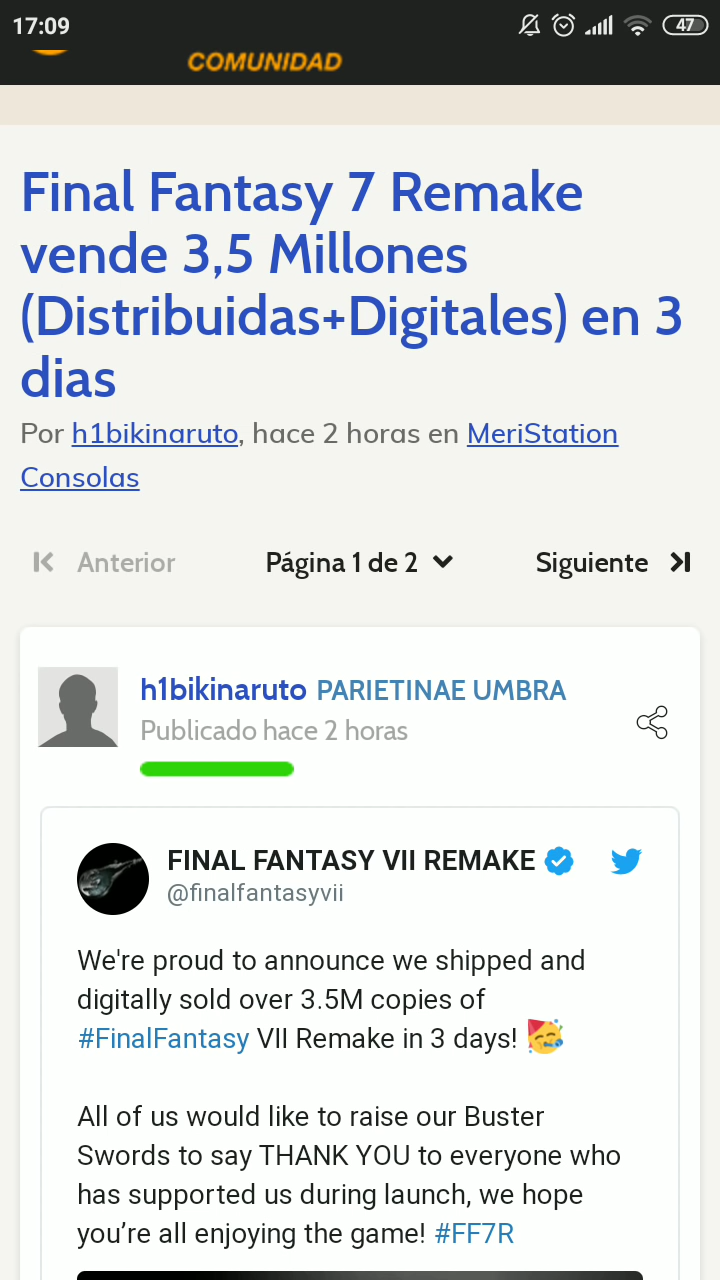 17:09
47
COMUNIDAD
Final Fantasy 7 Remake
vende 3,5 Millones
(Distribuidas+Digitales) en 3
dias
Por h1bikinaruto, hace 2 horas en MeriStation
Consolas
Anterior
Página 1 de 2
Siguiente
h1bikinaruto PARIETINAE UMBRA
Publicado hace 2 horas
FINAL FANTASY VII REMAKE
@finalfantasyvii
We're proud to announce we shipped and
digitally sold over 3.5M copies of
#FinalFantasy VII Remake in 3 days! 🥳
All of us would like to raise our Buster
Swords to say THANK YOU to everyone who
has supported us during launch, we hope
you’re all enjoying the game! #FF7R